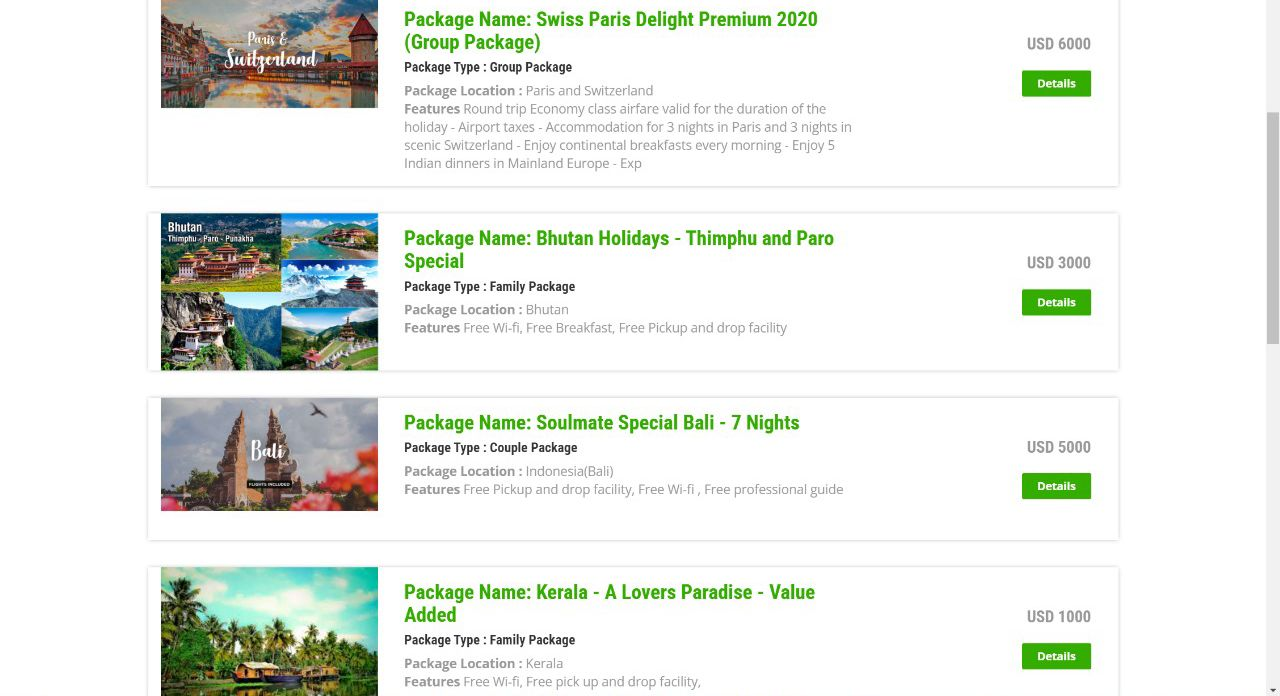 Paris &
Switzerland
Package Name: Swiss Paris Delight Premium 2020
(Group Package)
Package Type : Group Package
Package Location : Paris and Switzerland
Features Round trip Economy class airfare valid for the duration of the
holiday - Airport taxes - Accommodation for 3 nights in Paris and 3 nights in
scenic Switzerland - Enjoy continental breakfasts every morning - Enjoy 5
Indian dinners in Mainland Europe - Exp
USD 6000
Details
Bhutan
Thimphu - Paro - Punakha
Package Name: Bhutan Holidays - Thimphu and Paro
Special
Package Type : Family Package
Package Location : Bhutan
Features Free Wi-fi, Free Breakfast, Free Pickup and drop facility
USD 3000
Details
Bali
FLIGHTS INCLUDED
Package Name: Soulmate Special Bali - 7 Nights
Package Type : Couple Package
Package Location : Indonesia(Bali)
Features Free Pickup and drop facility, Free Wi-fi , Free professional guide
USD 5000
Details
Package Name: Kerala - A Lovers Paradise - Value
Added
Package Type : Family Package
Package Location : Kerala
Features Free Wi-fi, Free pick up and drop facility,
USD 1000
Details